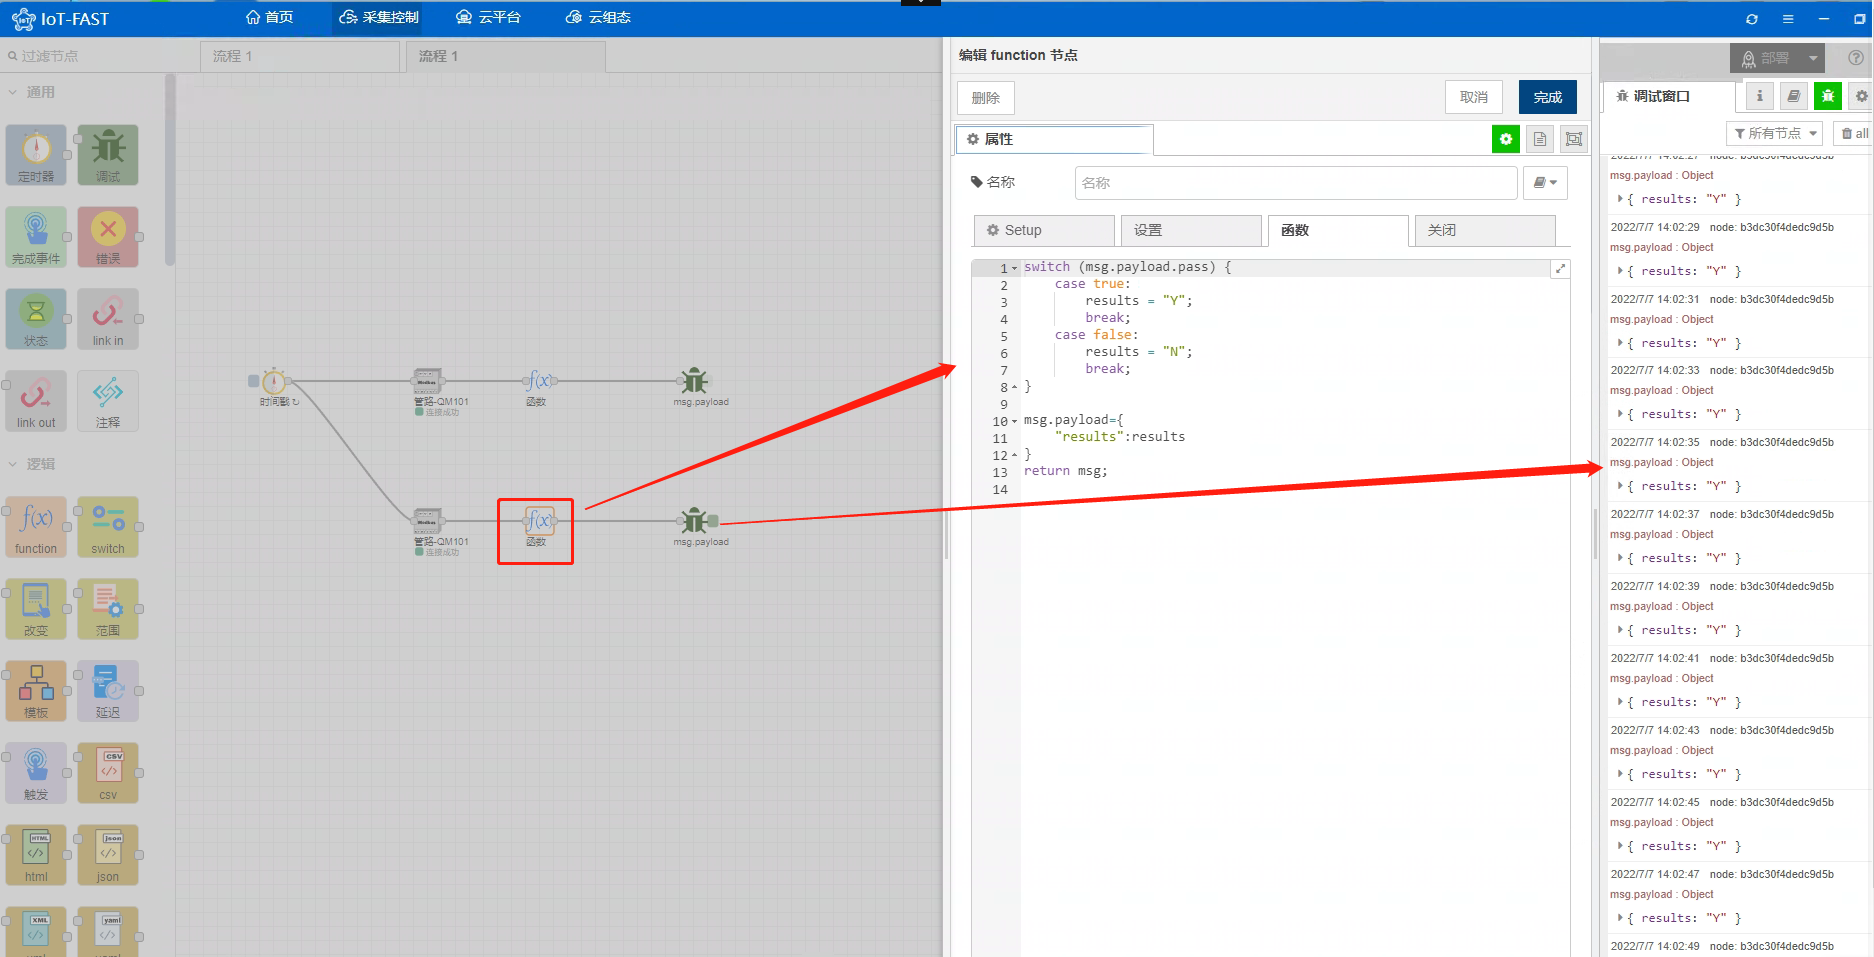 IoT-FAST
首页
采集控制
云平台
云组态
过滤节点
流程 1
流程 1
通用
定时器
调试
完成事件
错误
状态
link in
link out
注释
逻辑
function
switch
改变
范围
模板
延迟
触发
csv
html
json
时间戳 ↻
管路-QM101
连接成功
f(x)
函数
msg.payload
管路-QM101
连接成功
f(x)
函数
msg.payload
编辑 function 节点
删除
取消
完成
属性
名称
名称
Setup
设置
函数
关闭
1 switch (msg.payload.pass) {
2 case true:
3 results = "Y";
4 break;
5 case false:
6 results = "N";
7 break;
8 }
9
10 msg.payload={
11 "results":results
12 }
13 return msg;
14
部署
调试窗口
所有节点
all
2022/7/7 14:02:27 node: b3dc30f4dedc9d5b
msg.payload : Object
{ results: "Y" }
2022/7/7 14:02:29 node: b3dc30f4dedc9d5b
msg.payload : Object
{ results: "Y" }
2022/7/7 14:02:31 node: b3dc30f4dedc9d5b
msg.payload : Object
{ results: "Y" }
2022/7/7 14:02:33 node: b3dc30f4dedc9d5b
msg.payload : Object
{ results: "Y" }
2022/7/7 14:02:35 node: b3dc30f4dedc9d5b
msg.payload : Object
{ results: "Y" }
2022/7/7 14:02:37 node: b3dc30f4dedc9d5b
msg.payload : Object
{ results: "Y" }
2022/7/7 14:02:39 node: b3dc30f4dedc9d5b
msg.payload : Object
{ results: "Y" }
2022/7/7 14:02:41 node: b3dc30f4dedc9d5b
msg.payload : Object
{ results: "Y" }
2022/7/7 14:02:43 node: b3dc30f4dedc9d5b
msg.payload : Object
{ results: "Y" }
2022/7/7 14:02:45 node: b3dc30f4dedc9d5b
msg.payload : Object
{ results: "Y" }
2022/7/7 14:02:47 node: b3dc30f4dedc9d5b
msg.payload : Object
{ results: "Y" }
2022/7/7 14:02:49 node: b3dc30f4dedc9d5b